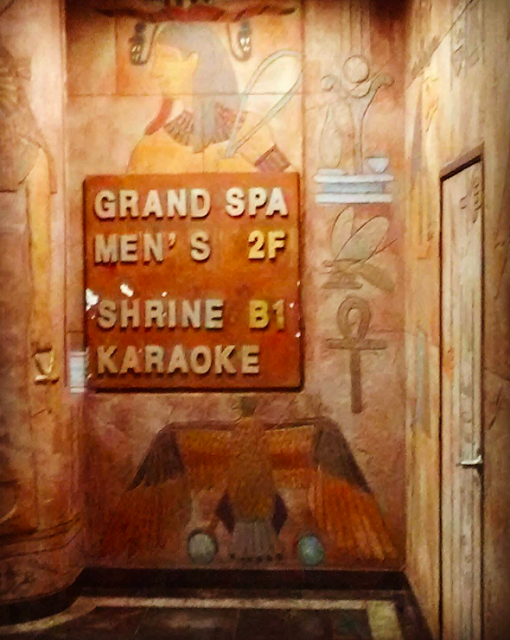 GRAND SPA
MEN'S 2F
SHRINE B1
KARAOKE